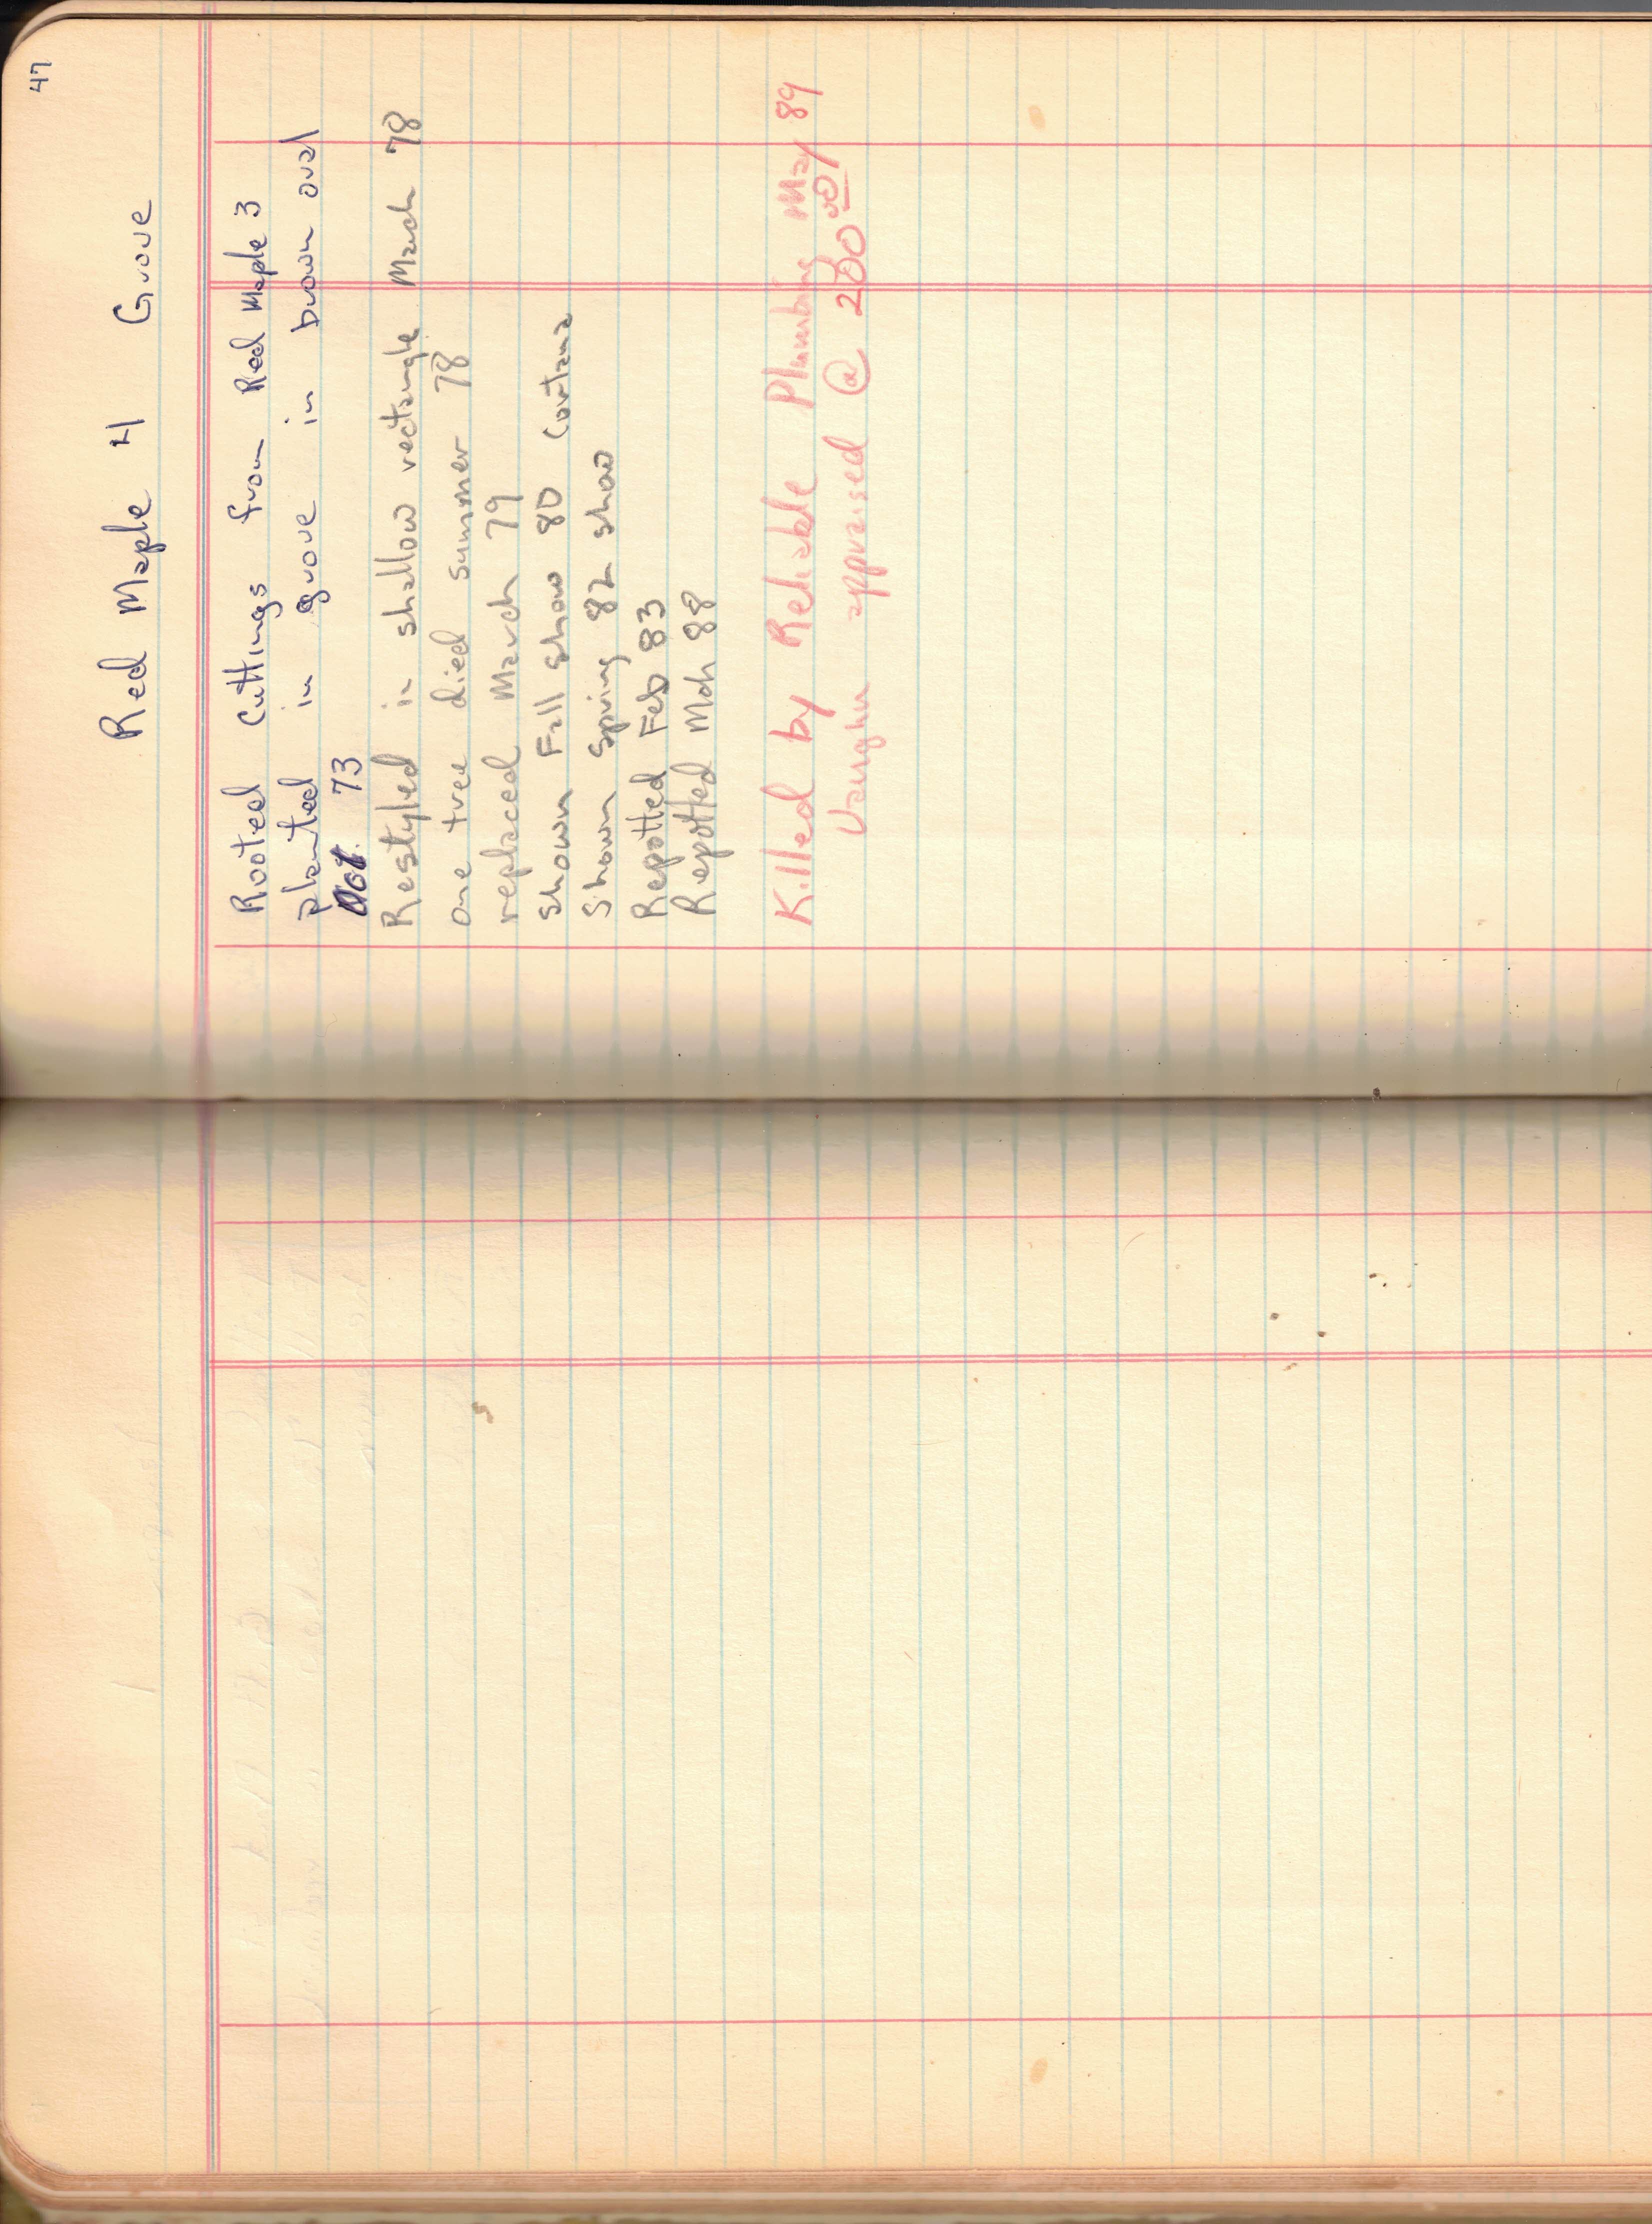 47
Red Maple 4 Grove
Rooted Cuttings from Red Maple 3
planted in grove in brown oval
Oct. 73
Restyled in shallow rectangle March 78
one tree died summer 78
replaced March 79
Shown Fall show 80
Shown Spring 82 show
Repotted Feb 83
Repotted Mch 88
Killed by Reliable Plumbing May 89
Vaughn appraised @ 200 00